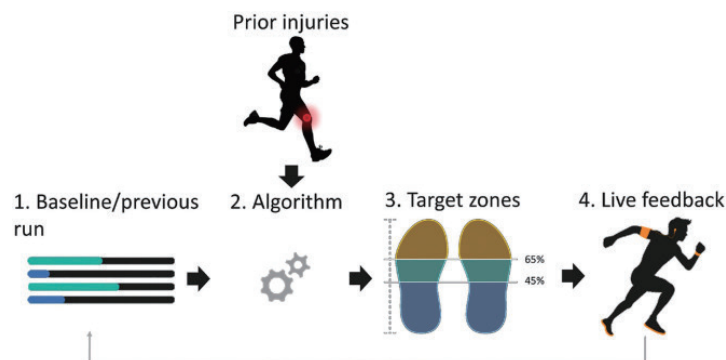 Prior injuries
1. Baseline/previous
run
2. Algorithm
3. Target zones
4. Live feedback
65%
45%